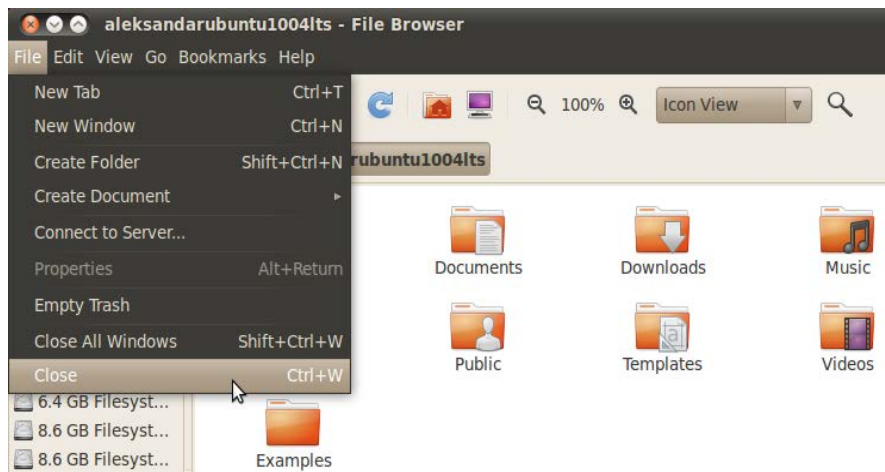 aleksandarubuntu1004lts - File Browser
File Edit View Go Bookmarks Help
New Tab Ctrl+T
New Window Ctrl+N
Create Folder Shift+Ctrl+N
Create Document
Connect to Server...
Properties Alt+Return
Empty Trash
Close All Windows Shift+Ctrl+W
Close Ctrl+W
100% Icon View
rubuntu1004lts
Documents Downloads Music
Public Templates Videos
6.4 GB Filesyst...
8.6 GB Filesyst...
8.6 GB Filesyst...
Examples